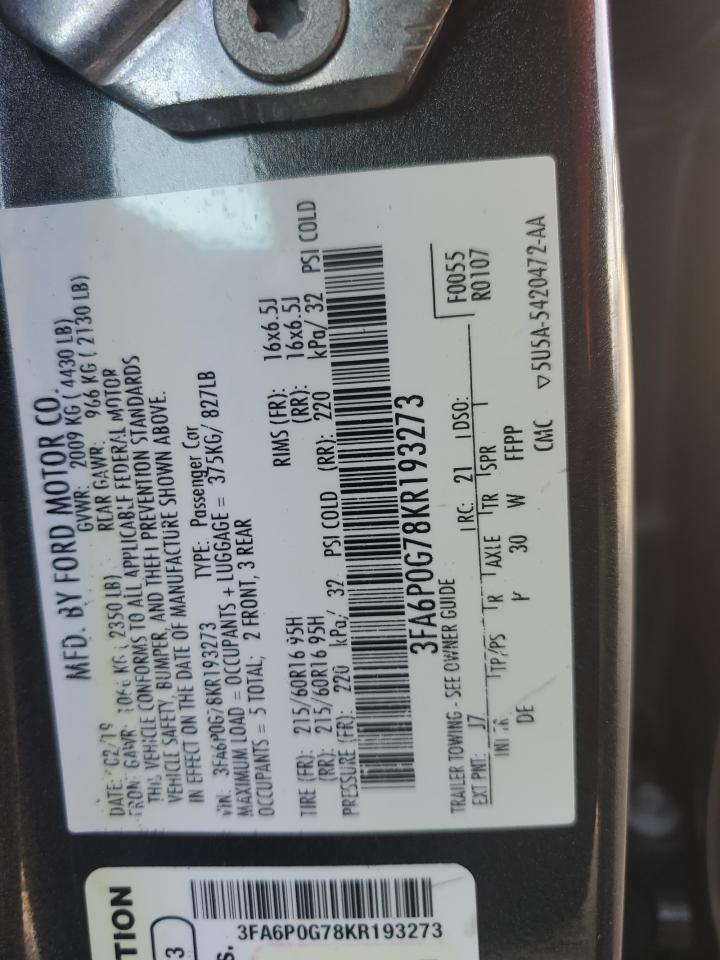 MFD. BY FORD MOTOR CO.
DATE: 02/19 GVWR: 2009 KG ( 4430 LB)
FRONT GAWR: 1066 KG ( 2350 LB) REAR GAWR: 966 KG ( 2130 LB)
THIS VEHICLE CONFORMS TO ALL APPLICABLE FEDERAL MOTOR
VEHICLE SAFETY, BUMPER, AND THEFT PREVENTION STANDARDS
IN EFFECT ON THE DATE OF MANUFACTURE SHOWN ABOVE.
VIN: 3FA6P0G78KR193273 TYPE: Passenger Car
MAXIMUM LOAD = OCCUPANTS + LUGGAGE = 375KG/ 827LB
OCCUPANTS = 5 TOTAL; 2 FRONT, 3 REAR
TIRE (FR): 215/60R16 95H RIMS (FR): 16x6.5J
(RR): 215/60R16 95H (RR): 16x6.5J
PRESSURE (FR): 220 kPa/ 32 PSI COLD (RR): 220 kPa/ 32 PSI COLD
3FA6P0G78KR193273
TRAILER TOWING - SEE OWNER GUIDE
F0055
R0107
EXT PNT: J7 RC: 21 DSO:
INT TR TP/PS R AXLE TR SPR
DE P 30 W FFPP
CMC ▽5U5A-5420472-AA
TION
3
S.
3FA6P0G78KR193273